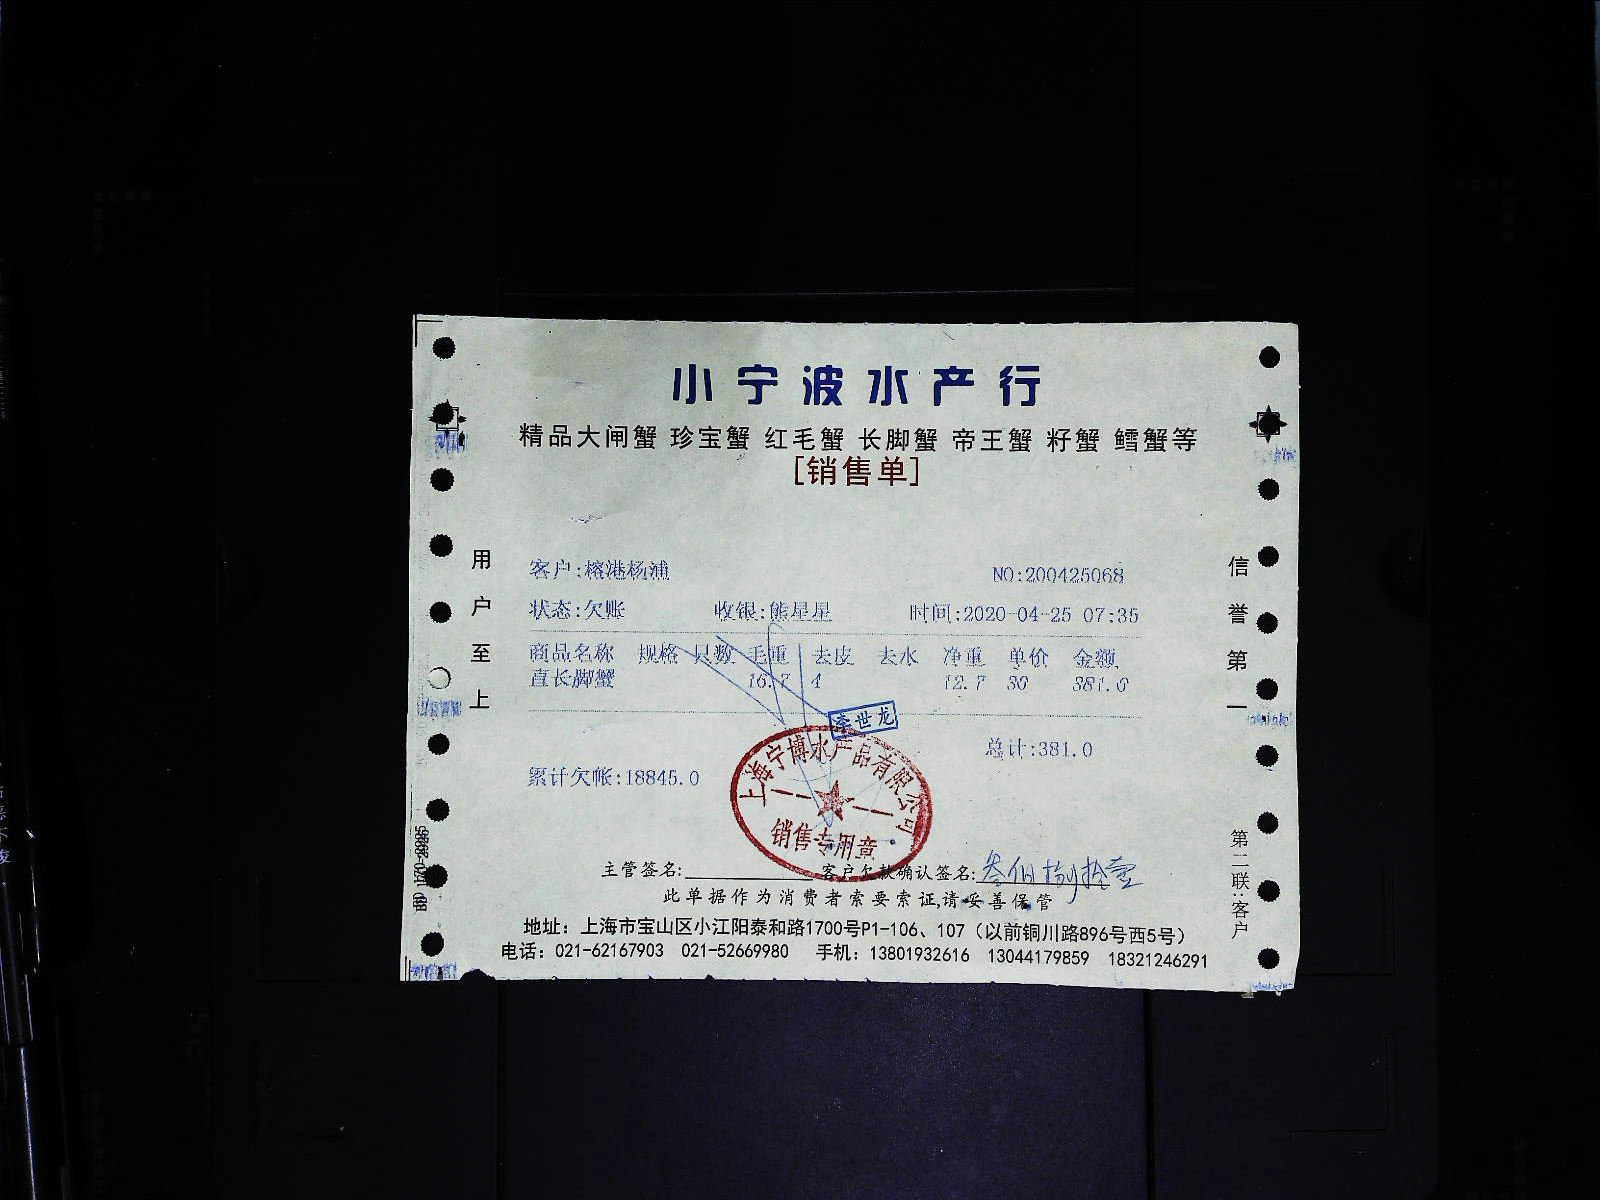 小宁波水产行
精品大闸蟹 珍宝蟹 红毛蟹 长脚蟹 帝王蟹 籽蟹 鳕蟹等
[销售单]
用户至上
信誉第一
客户:榕港杨浦 NO:200425068
状态:欠账 收银:熊星星 时间:2020-04-25 07:35
商品名称 规格 只数 毛重 去皮 去水 净重 单价 金额
直长脚蟹 16.7 4 12.7 30 381.0
李世龙
总计:381.0
累计欠帐:18845.0
上海宁博水产品有限公司
销售专用章
第二联:客户
主管签名: 客户欠款确认签名:叁佰捌拾壹
此单据作为消费者索要索证,请妥善保管
地址：上海市宝山区小江阳泰和路1700号P1-106、107（以前铜川路896号西5号）
电话：021-62167903 021-52669980 手机：13801932616 13044179859 18321246291